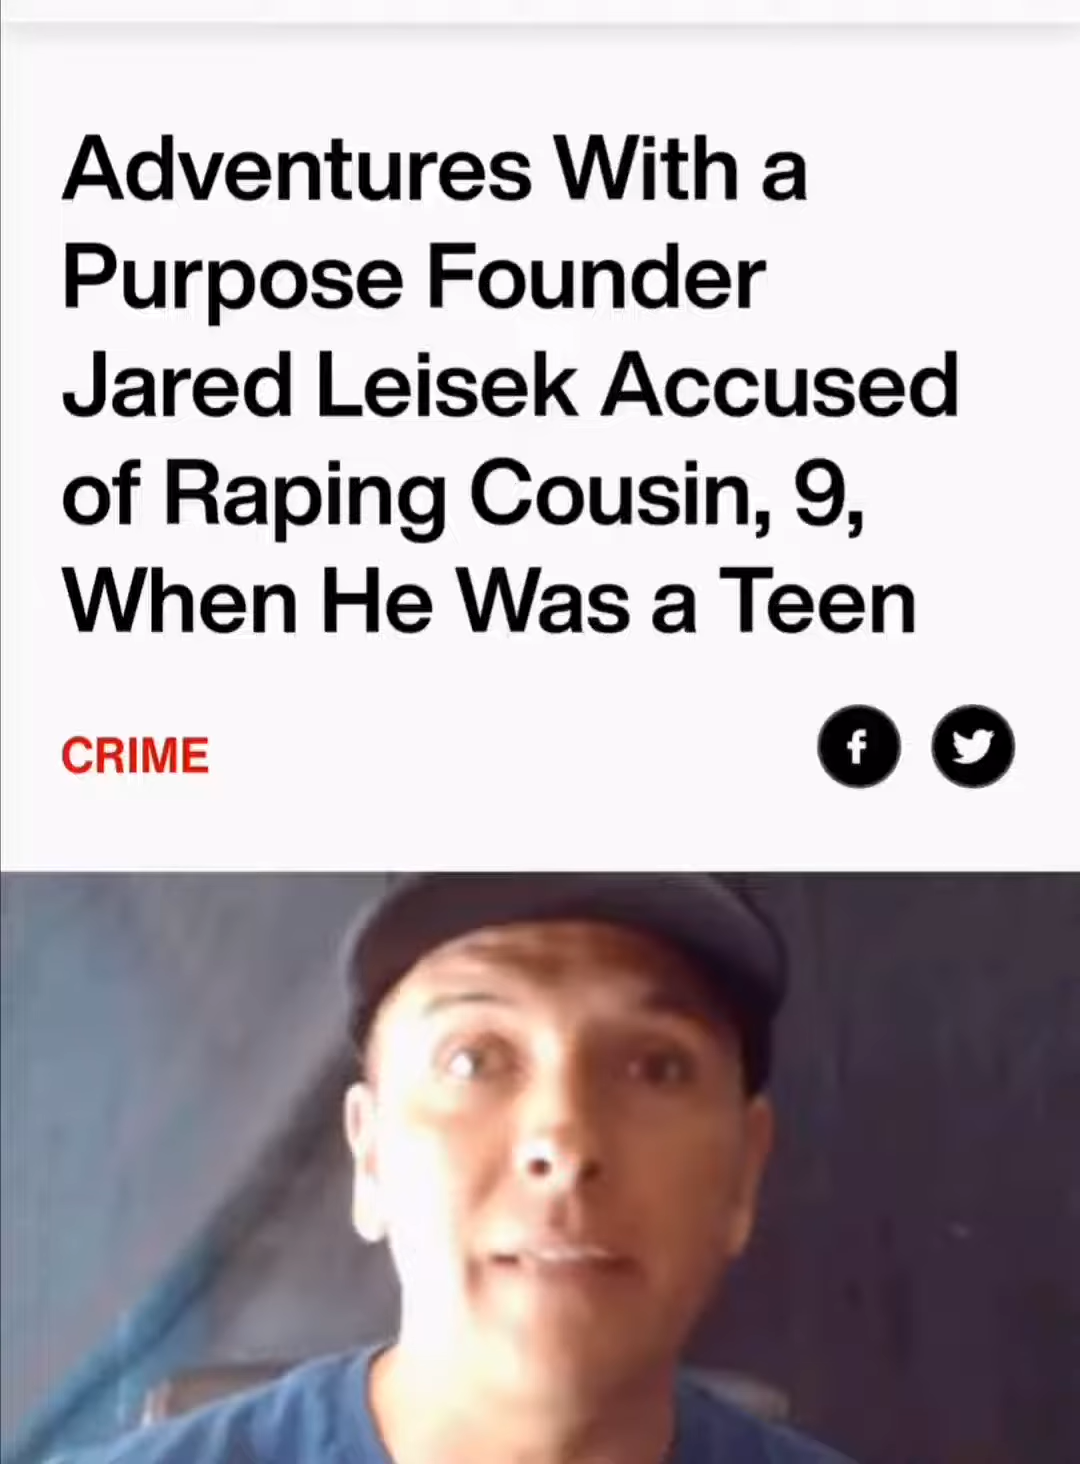 Adventures With a
Purpose Founder
Jared Leisek Accused
of Raping Cousin, 9,
When He Was a Teen
CRIME